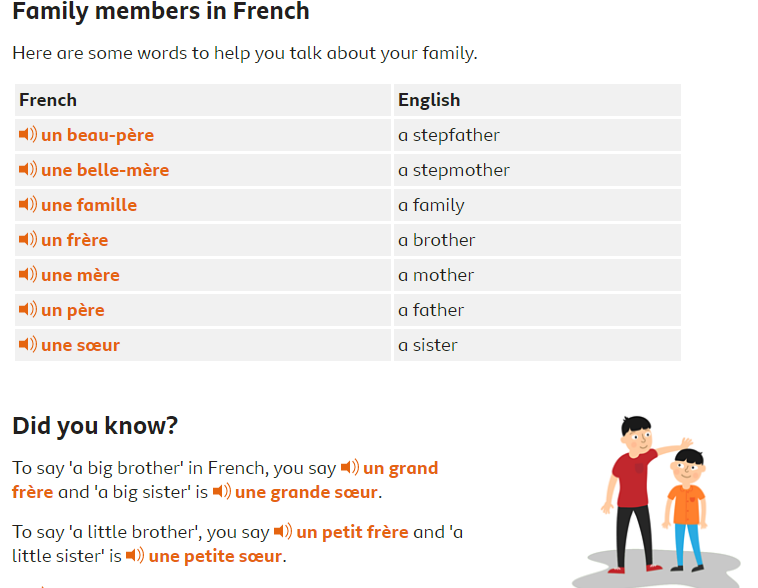 Family members in French
Here are some words to help you talk about your family.
French English
un beau-père a stepfather
une belle-mère a stepmother
une famille a family
un frère a brother
une mère a mother
un père a father
une sœur a sister
Did you know?
To say 'a big brother' in French, you say un grand
frère and 'a big sister' is une grande sœur.
To say 'a little brother', you say un petit frère and 'a
little sister' is une petite sœur.